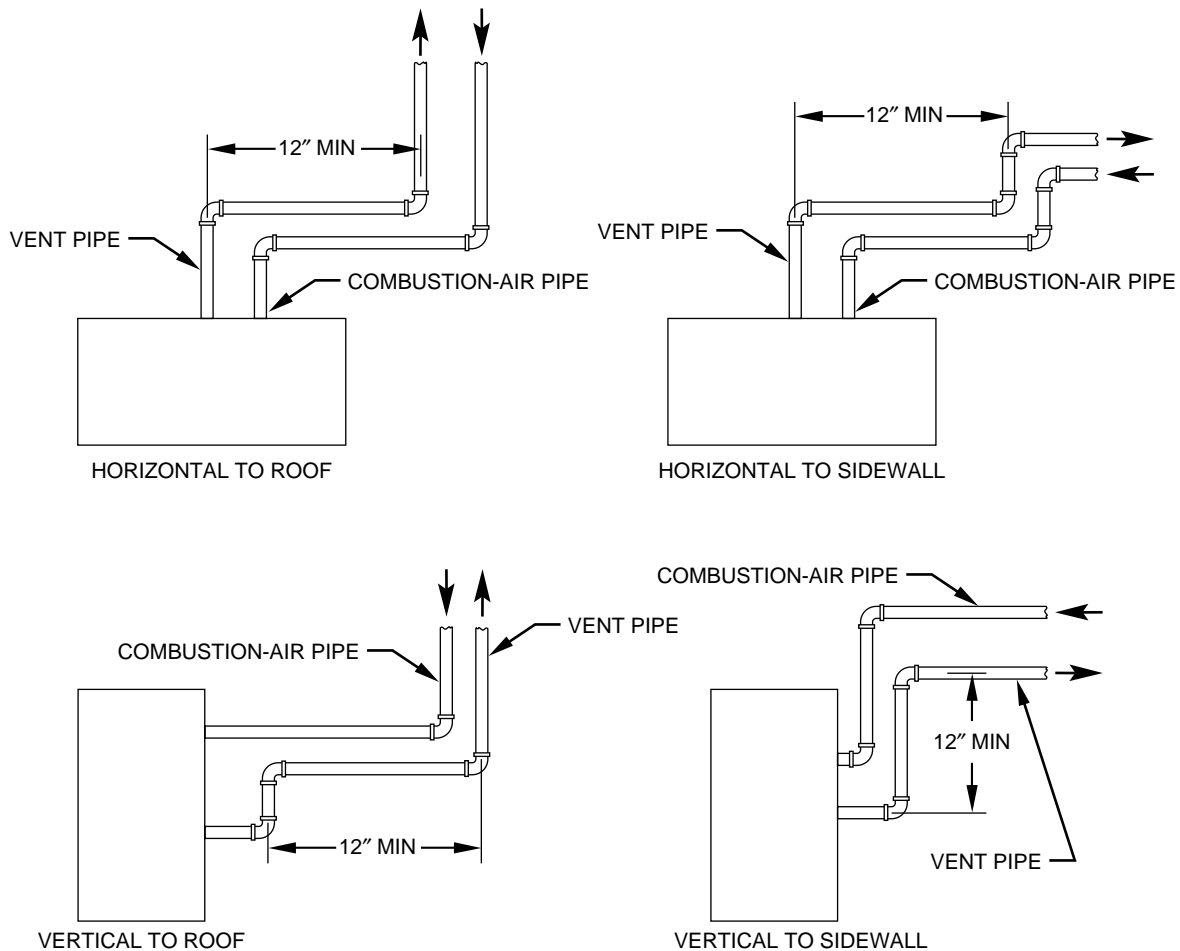 12″ MIN
VENT PIPE
COMBUSTION-AIR PIPE
HORIZONTAL TO ROOF
12″ MIN
VENT PIPE
COMBUSTION-AIR PIPE
HORIZONTAL TO SIDEWALL
COMBUSTION-AIR PIPE
VENT PIPE
12″ MIN
VERTICAL TO ROOF
COMBUSTION-AIR PIPE
12″ MIN
VENT PIPE
VERTICAL TO SIDEWALL